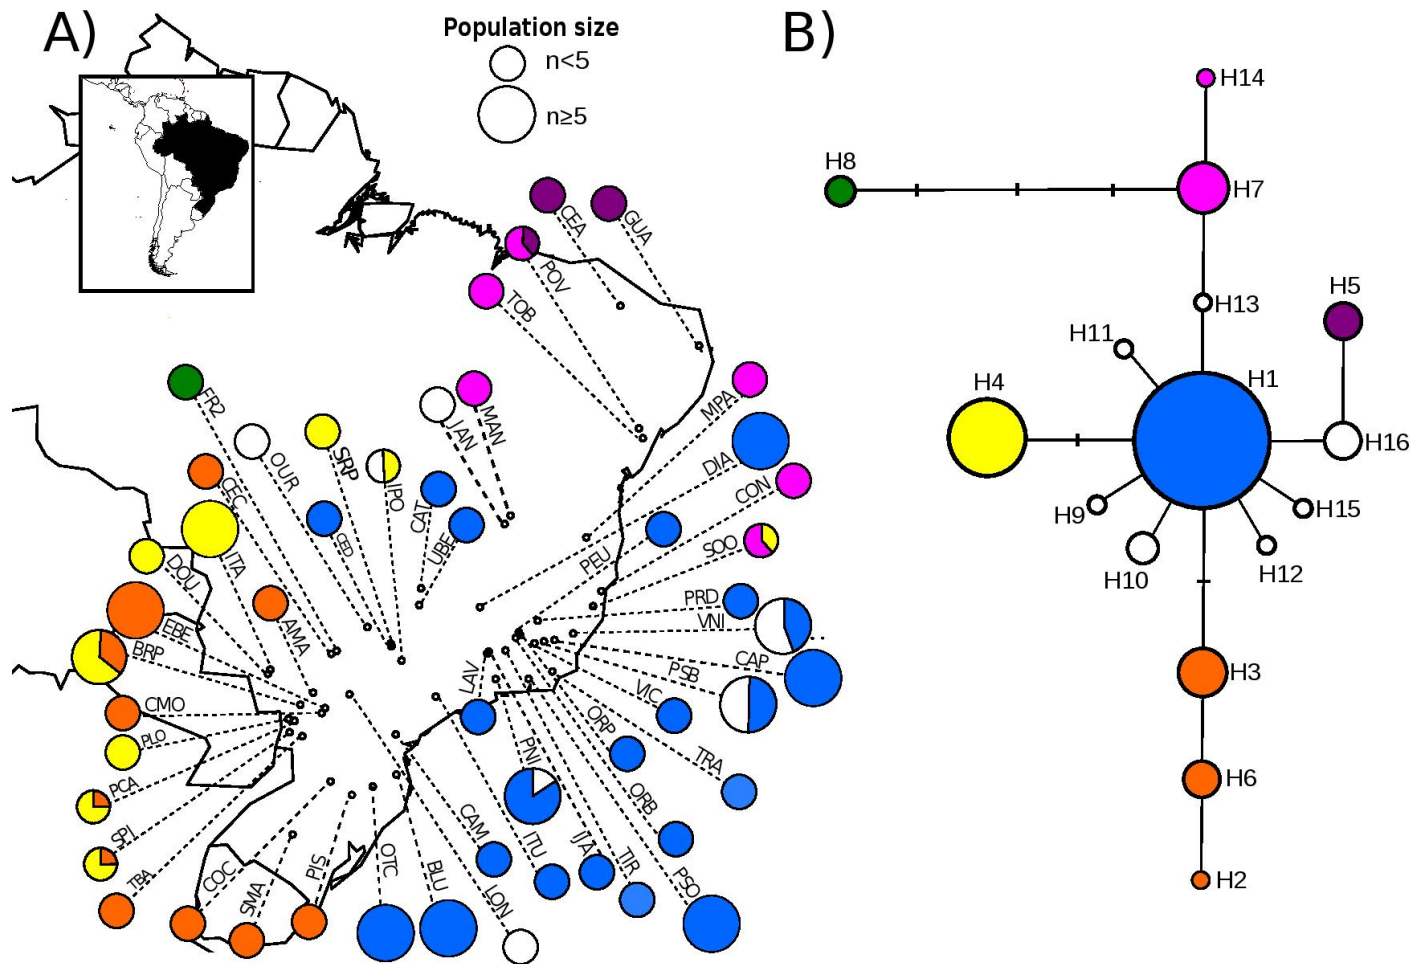 A)
Population size
n<5
n≥5
CEA
GUA
POV
TOB
FR2
OUR
SRP
IPO
JAN
MAN
MPA
CEC
CED
CAT
UBE
DIA
CON
ITA
DOU
PEU
SOO
EBE
AMA
PRD
VNI
BRP
LAV
CAP
PSB
CMO
VIC
PLO
ORP
TRA
PCA
PNI
SPI
ORB
TBA
COC
SMA
PIS
OTC
BLU
CAM
LON
ITU
IJA
TIR
PSO
B)
H14
H8
H7
H13
H5
H11
H1
H4
H16
H9
H15
H10
H12
H3
H6
H2